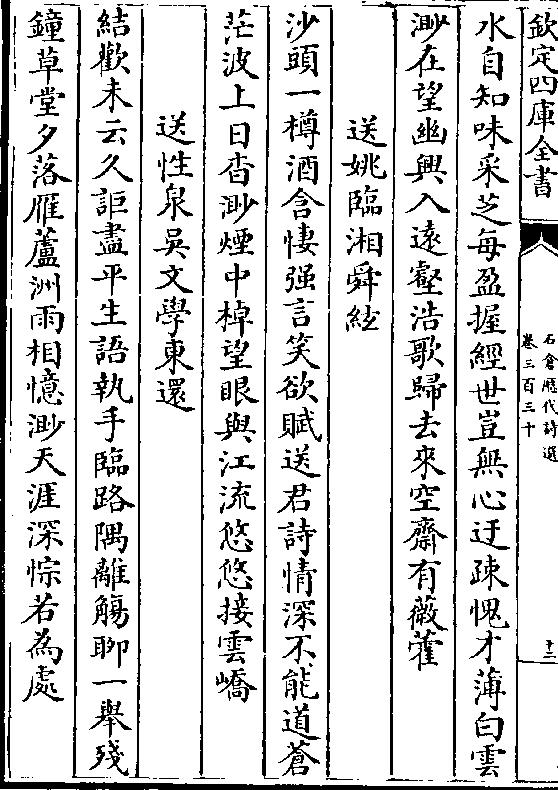 欽定四庫全書
石倉歴代詩選
卷三百三十
十二
水自知味采芝每盈握經世豈無心迂疎愧才薄白雲
渺在望幽興入遠壑浩歌歸去來空齋有薇藿
送姚臨湘舜紋
沙頭一樽酒含悽强言笑欲賦送君詩情深不能道蒼
茫波上日杳渺煙中棹望眼與江流悠悠接雲嶠
送性泉吳文學東還
結歡未云久詎盡平生語執手臨路隅離觴聊一舉殘
鐘草堂夕落雁蘆洲雨相憶渺天涯深悰若為處